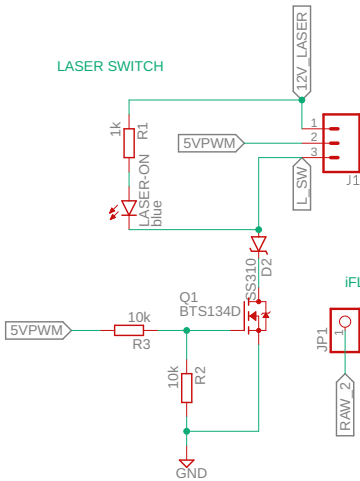 12V_LASER
LASER SWITCH
1k
R1
5VPWM
1
2
3
J1
LASER-ON
blue
L_SW
SS310
D2
iFL
Q1
BTS134D
5VPWM
10k
R3
JP1
1
10k
R2
RAW_2
GND